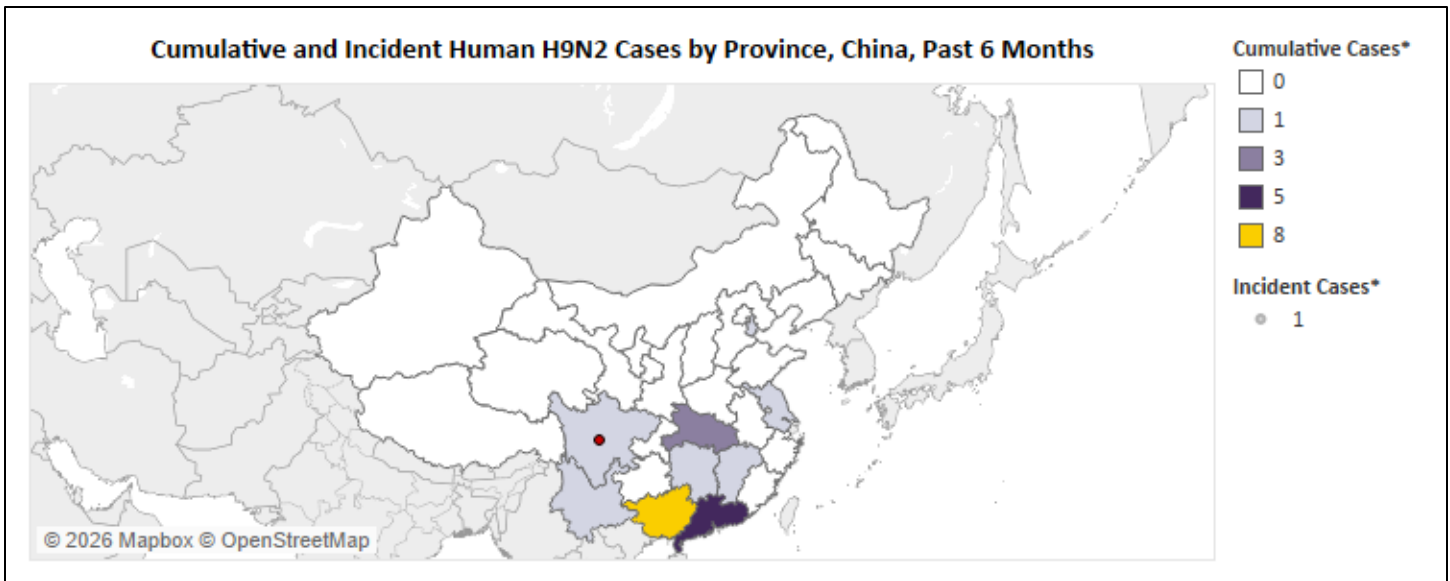 Cumulative and Incident Human H9N2 Cases by Province, China, Past 6 Months
Cumulative Cases*
0
1
3
5
8
Incident Cases*
1
© 2026 Mapbox © OpenStreetMap